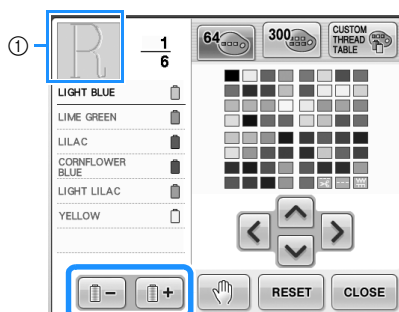 ①
R
1
6
64
300
CUSTOM
THREAD
TABLE
LIGHT BLUE
LIME GREEN
LILAC
CORNFLOWER
BLUE
LIGHT LILAC
YELLOW
− +
RESET
CLOSE